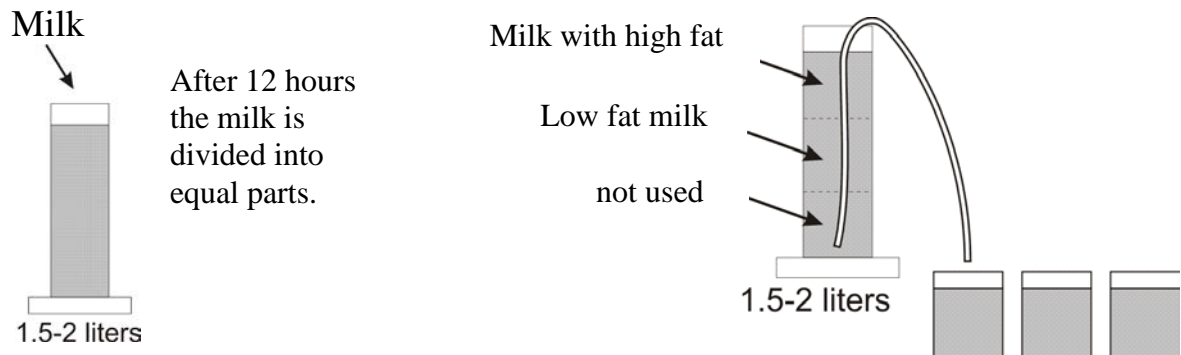 Milk
After 12 hours
the milk is
divided into
equal parts.
1.5-2 liters
Milk with high fat
Low fat milk
not used
1.5-2 liters